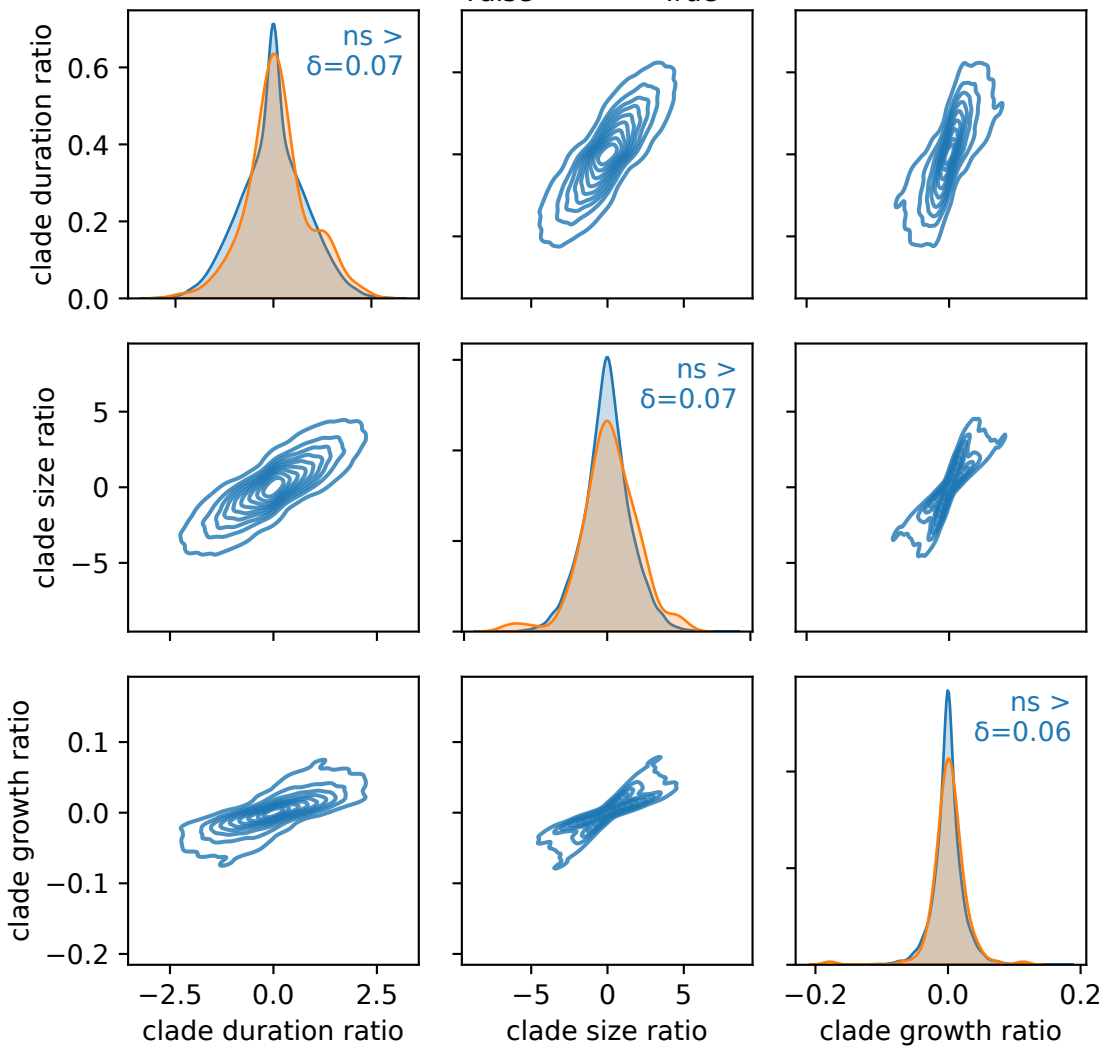 clade duration ratio
0.6
0.4
0.2
0.0
ns >
δ=0.07
clade size ratio
5
0
−5
ns >
δ=0.07
clade growth ratio
0.1
0.0
−0.1
−0.2
ns >
δ=0.06
−2.5 0.0 2.5
−5 0 5
−0.2 0.0 0.2
clade duration ratio
clade size ratio
clade growth ratio